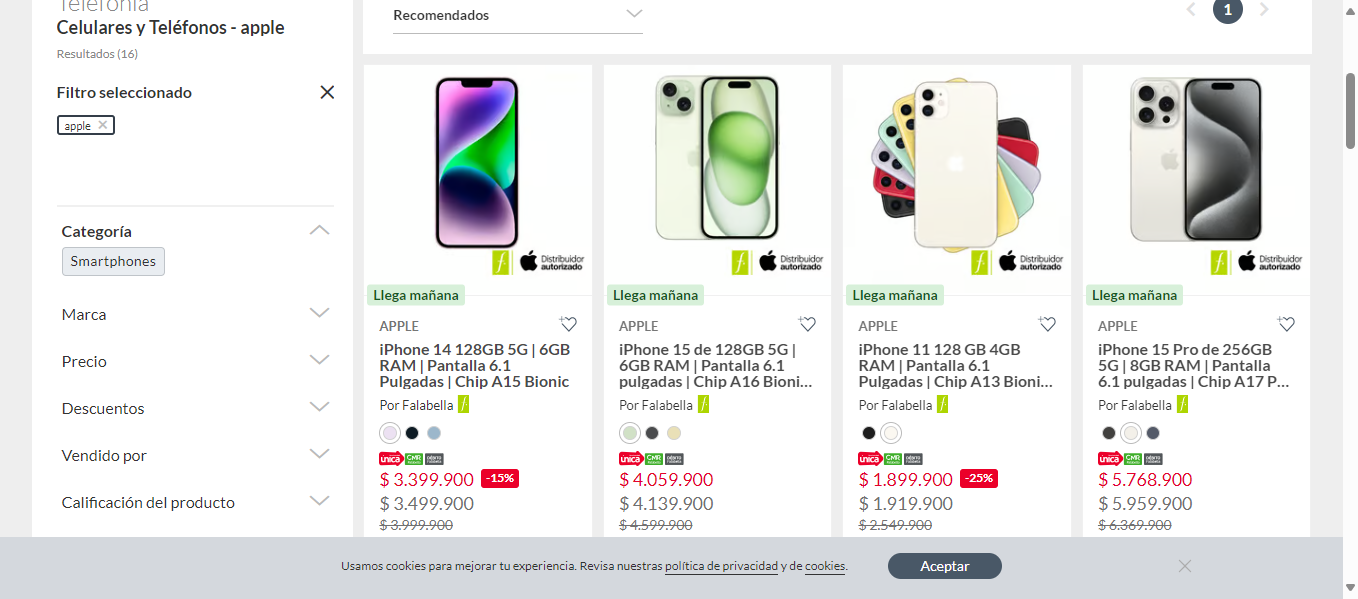 Telefonía
Celulares y Teléfonos - apple
Resultados (16)
Filtro seleccionado
apple
Categoría
Smartphones
Marca
Precio
Descuentos
Vendido por
Calificación del producto
Recomendados
1
Distribuidor
autorizado
Llega mañana
APPLE
iPhone 14 128GB 5G | 6GB
RAM | Pantalla 6.1
Pulgadas | Chip A15 Bionic
Por Falabella
única CMR
$ 3.399.900 -15%
$ 3.499.900
$ 3.999.900
Distribuidor
autorizado
Llega mañana
APPLE
iPhone 15 de 128GB 5G |
6GB RAM | Pantalla 6.1
pulgadas | Chip A16 Bioni...
Por Falabella
única CMR
$ 4.059.900
$ 4.139.900
$ 4.599.900
Distribuidor
autorizado
Llega mañana
APPLE
iPhone 11 128 GB 4GB
RAM | Pantalla 6.1
Pulgadas | Chip A13 Bioni...
Por Falabella
única CMR
$ 1.899.900 -25%
$ 1.919.900
$ 2.549.900
Distribuidor
autorizado
Llega mañana
APPLE
iPhone 15 Pro de 256GB
5G | 8GB RAM | Pantalla
6.1 pulgadas | Chip A17 P...
Por Falabella
única CMR
$ 5.768.900
$ 5.959.900
$ 6.369.900
Usamos cookies para mejorar tu experiencia. Revisa nuestras política de privacidad y de cookies.
Aceptar